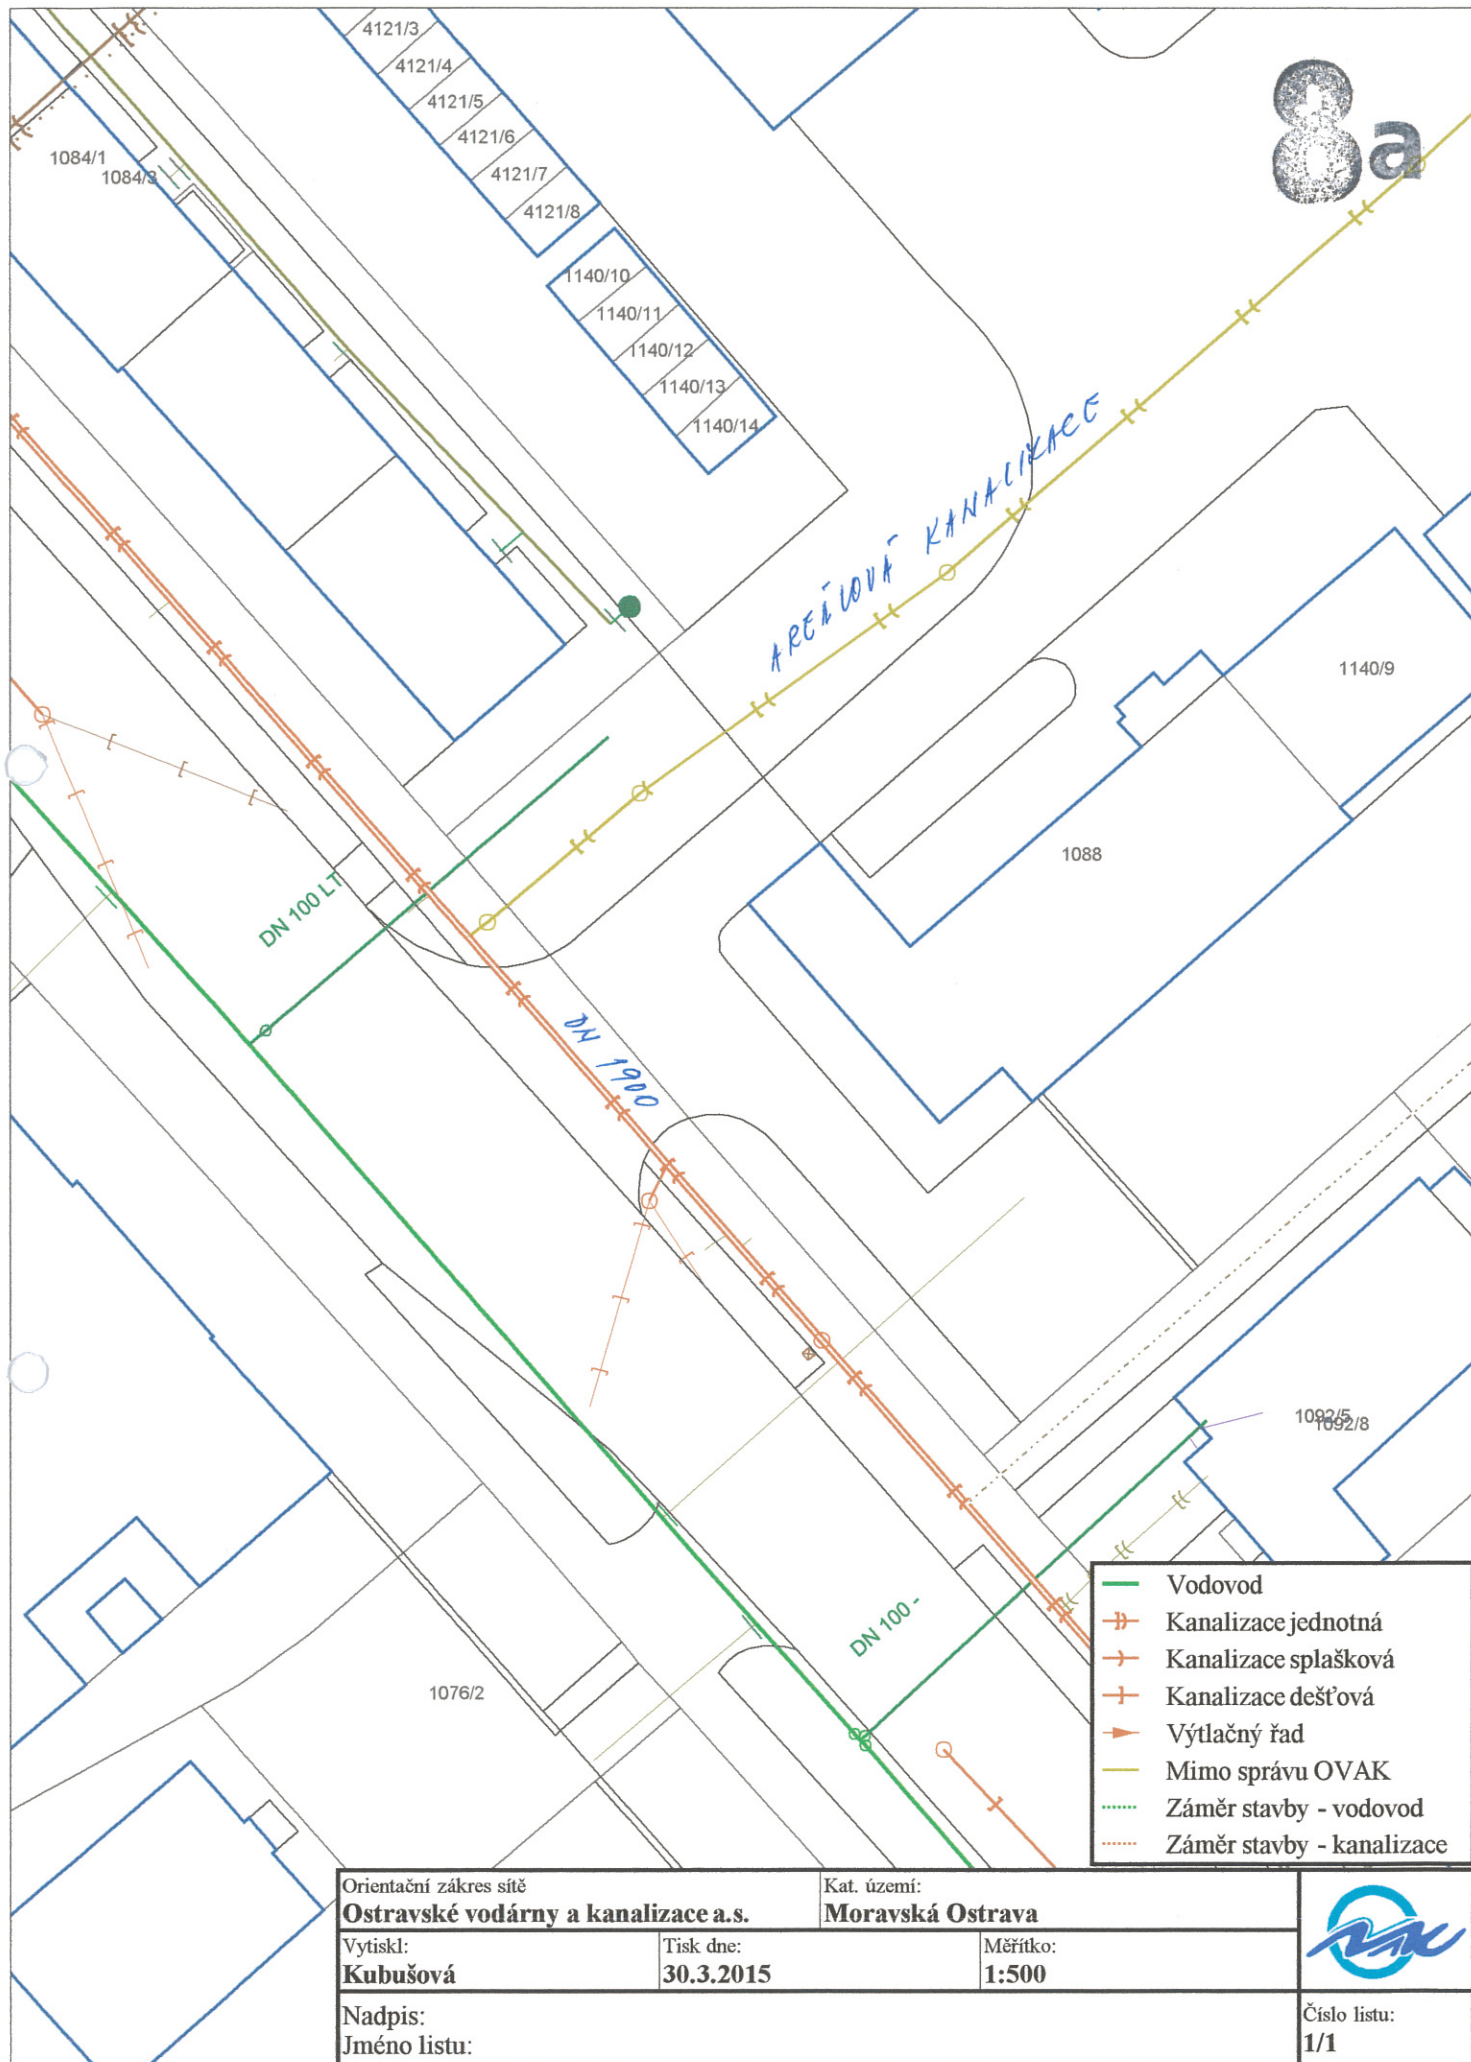 8a
4121/3
4121/4
4121/5
4121/6
4121/7
4121/8
1084/1
1084/3
1140/10
1140/11
1140/12
1140/13
1140/14
AREÁLOVÁ KANALIKACE
1140/9
1088
DN 100 LT
DN 1900
1092/5
1092/8
DN 100 -
1076/2
Vodovod
Kanalizace jednotná
Kanalizace splašková
Kanalizace dešťová
Výtlačný řad
Mimo správu OVAK
Záměr stavby - vodovod
Záměr stavby - kanalizace
Orientační zákres sítě
Ostravské vodárny a kanalizace a.s.
Kat. území:
Moravská Ostrava
Vytiskl:
Kubušová
Tisk dne:
30.3.2015
Měřítko:
1:500
Nadpis:
Jméno listu:
Číslo listu:
1/1